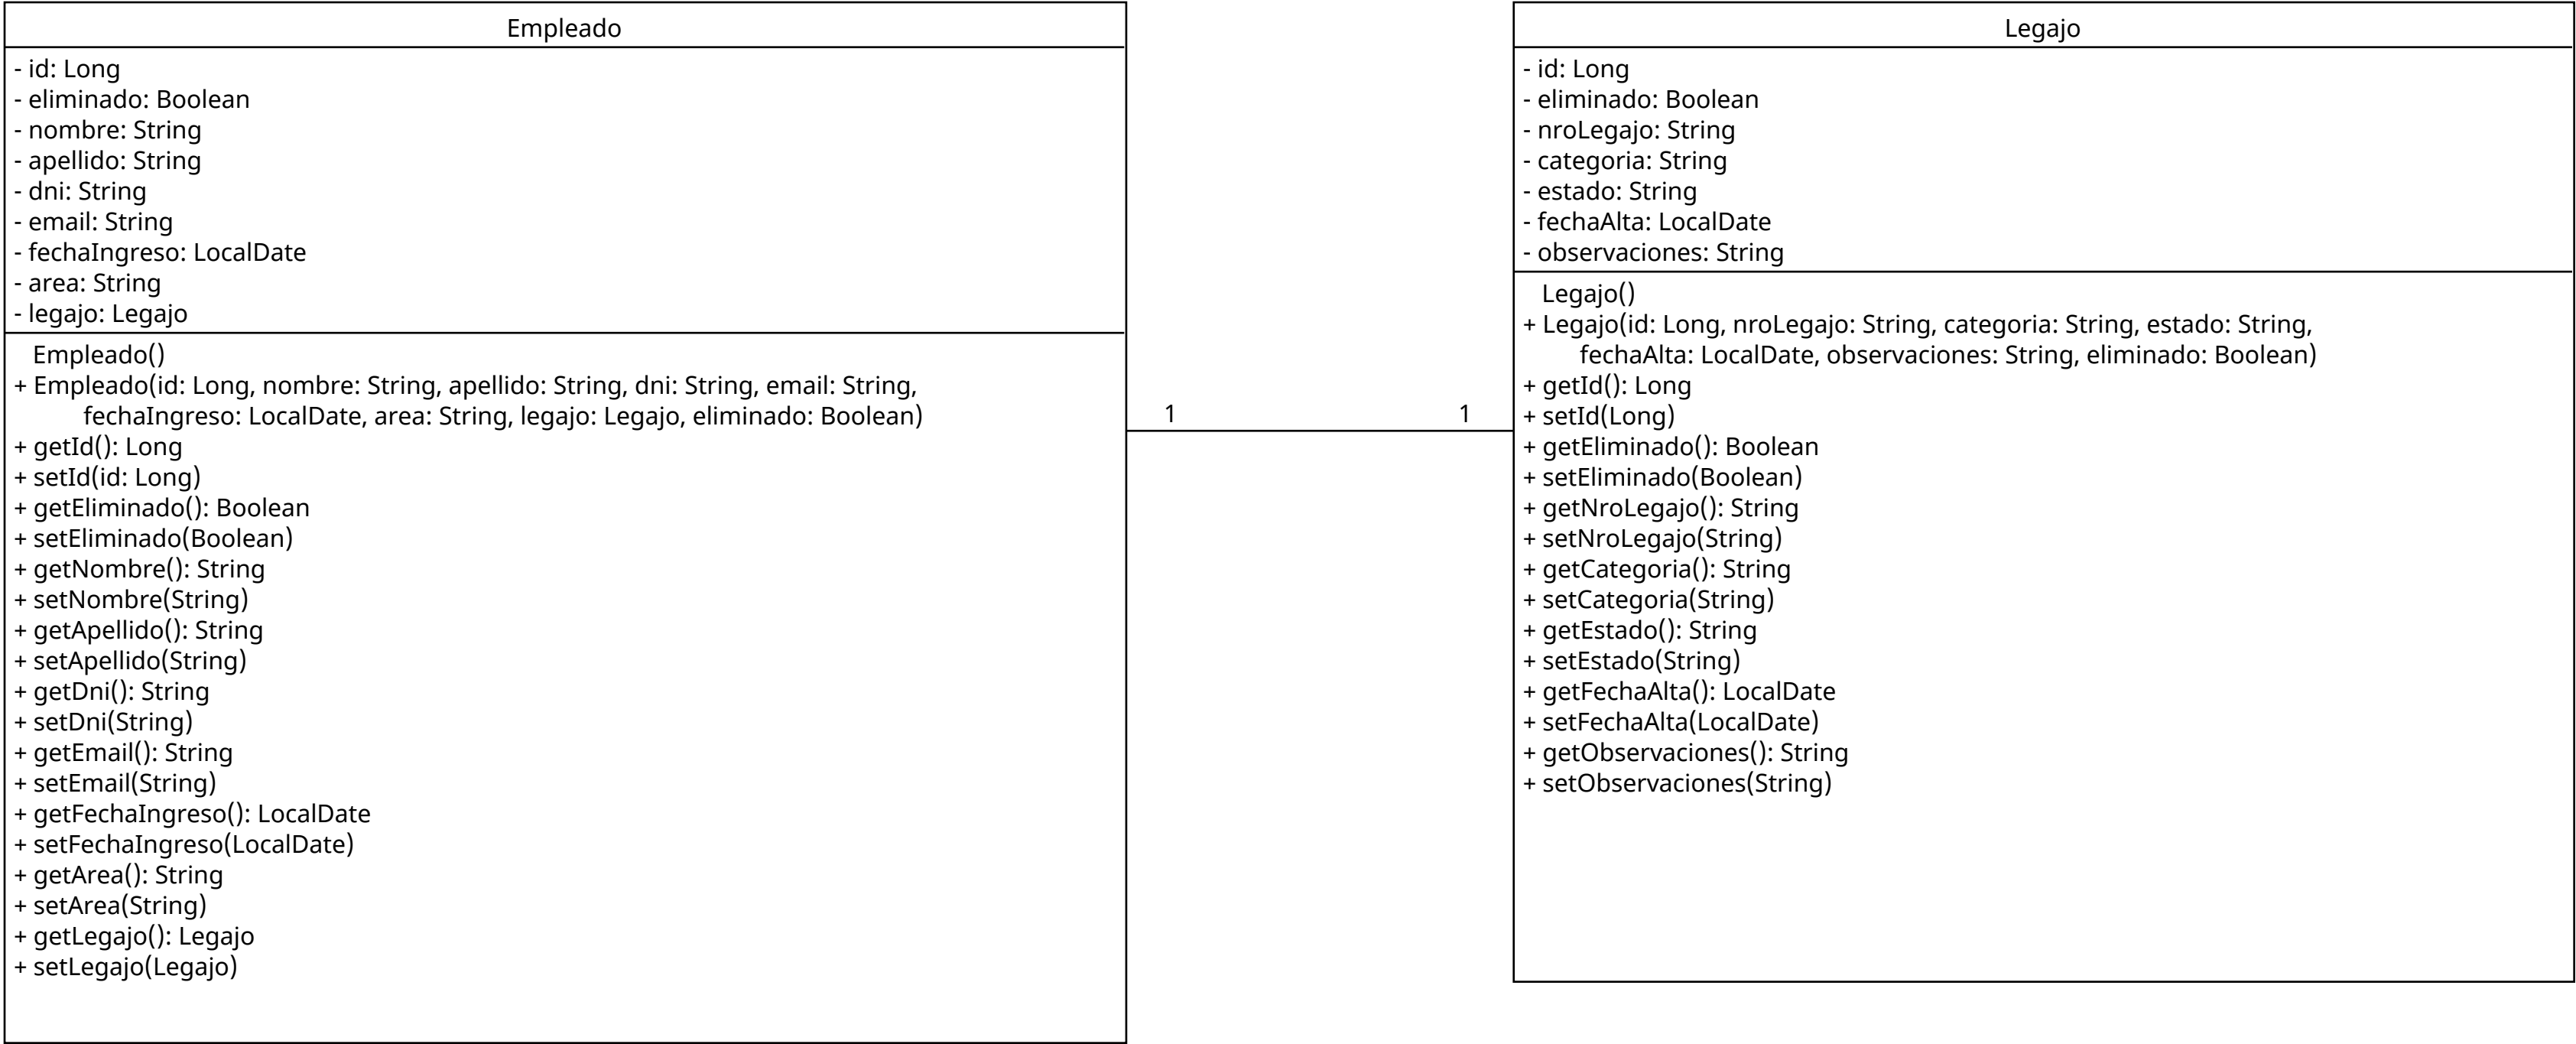 Empleado
- id: Long
- eliminado: Boolean
- nombre: String
- apellido: String
- dni: String
- email: String
- fechaIngreso: LocalDate
- area: String
- legajo: Legajo
Empleado()
+ Empleado(id: Long, nombre: String, apellido: String, dni: String, email: String,
fechaIngreso: LocalDate, area: String, legajo: Legajo, eliminado: Boolean)
+ getId(): Long
+ setId(id: Long)
+ getEliminado(): Boolean
+ setEliminado(Boolean)
+ getNombre(): String
+ setNombre(String)
+ getApellido(): String
+ setApellido(String)
+ getDni(): String
+ setDni(String)
+ getEmail(): String
+ setEmail(String)
+ getFechaIngreso(): LocalDate
+ setFechaIngreso(LocalDate)
+ getArea(): String
+ setArea(String)
+ getLegajo(): Legajo
+ setLegajo(Legajo)
1
1
Legajo
- id: Long
- eliminado: Boolean
- nroLegajo: String
- categoria: String
- estado: String
- fechaAlta: LocalDate
- observaciones: String
Legajo()
+ Legajo(id: Long, nroLegajo: String, categoria: String, estado: String,
fechaAlta: LocalDate, observaciones: String, eliminado: Boolean)
+ getId(): Long
+ setId(Long)
+ getEliminado(): Boolean
+ setEliminado(Boolean)
+ getNroLegajo(): String
+ setNroLegajo(String)
+ getCategoria(): String
+ setCategoria(String)
+ getEstado(): String
+ setEstado(String)
+ getFechaAlta(): LocalDate
+ setFechaAlta(LocalDate)
+ getObservaciones(): String
+ setObservaciones(String)